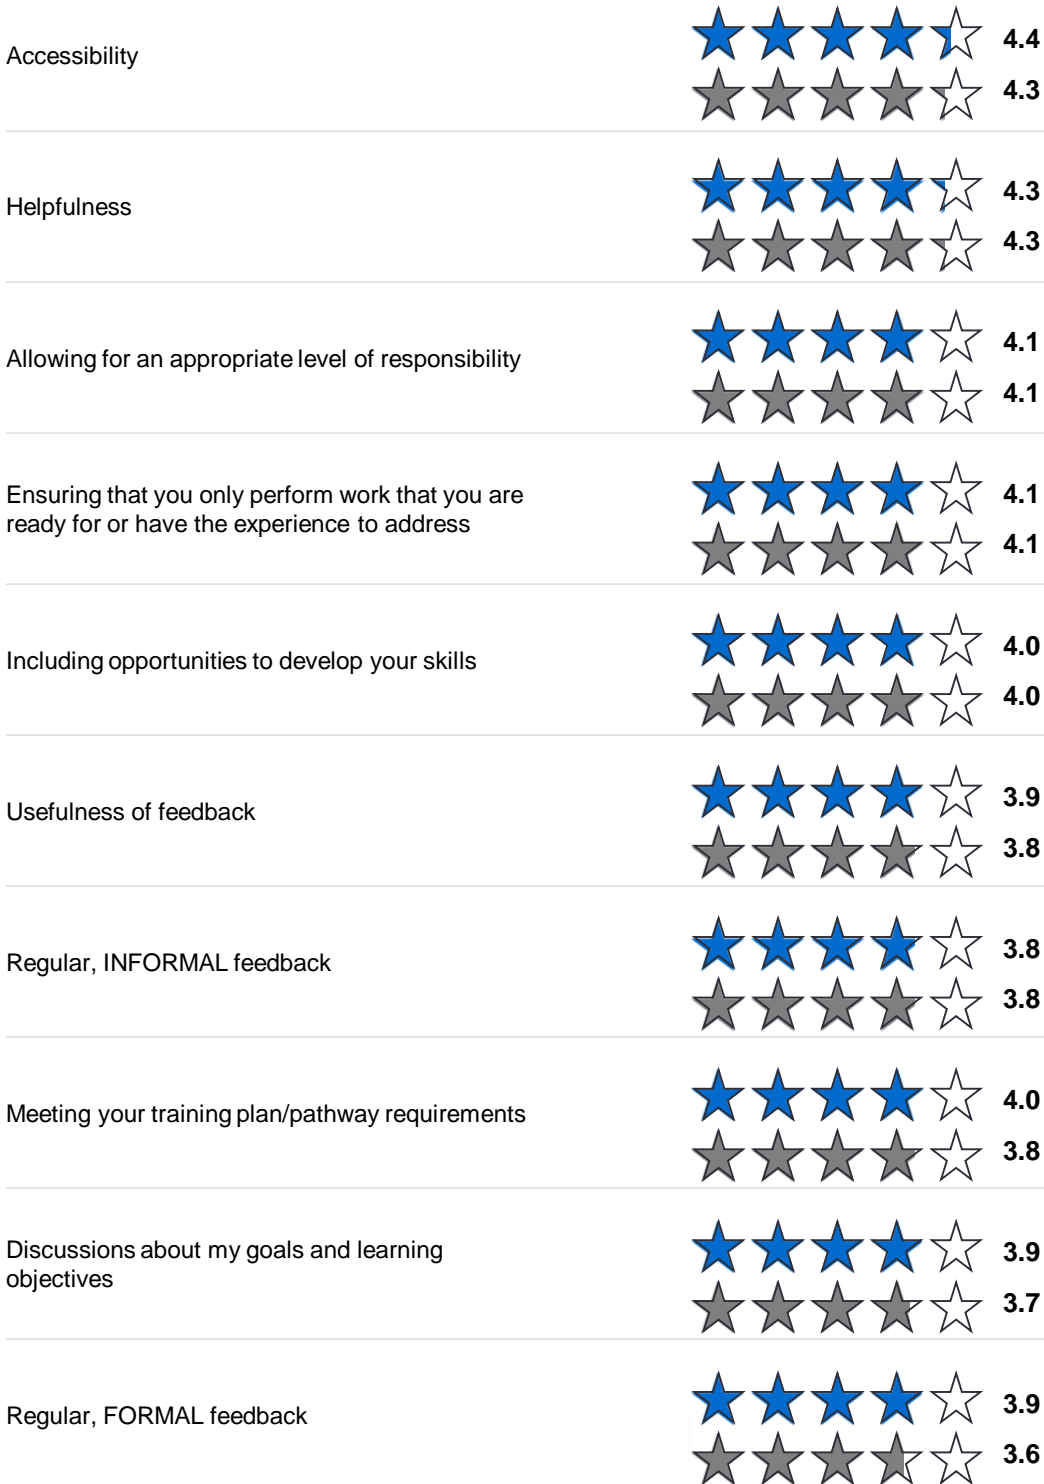 Accessibility
4.4
4.3
Helpfulness
4.3
4.3
Allowing for an appropriate level of responsibility
4.1
4.1
Ensuring that you only perform work that you are
ready for or have the experience to address
4.1
4.1
Including opportunities to develop your skills
4.0
4.0
Usefulness of feedback
3.9
3.8
Regular, INFORMAL feedback
3.8
3.8
Meeting your training plan/pathway requirements
4.0
3.8
Discussions about my goals and learning
objectives
3.9
3.7
Regular, FORMAL feedback
3.9
3.6